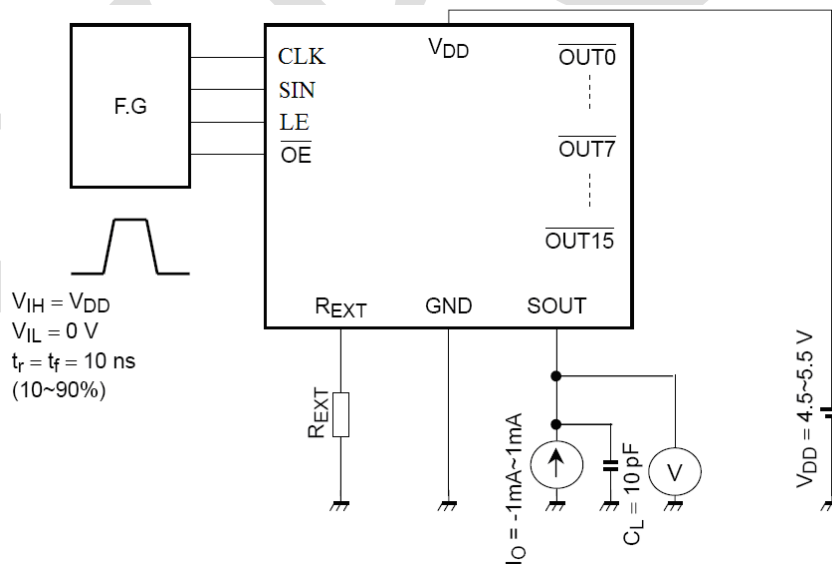 F.G
CLK
SIN
LE
OE
VDD
OUT0
OUT7
OUT15
REXT
GND
SOUT
VIH = VDD
VIL = 0 V
tr = tf = 10 ns
(10~90%)
REXT
IO = -1mA~1mA
CL = 10 pF
V
VDD = 4.5~5.5 V